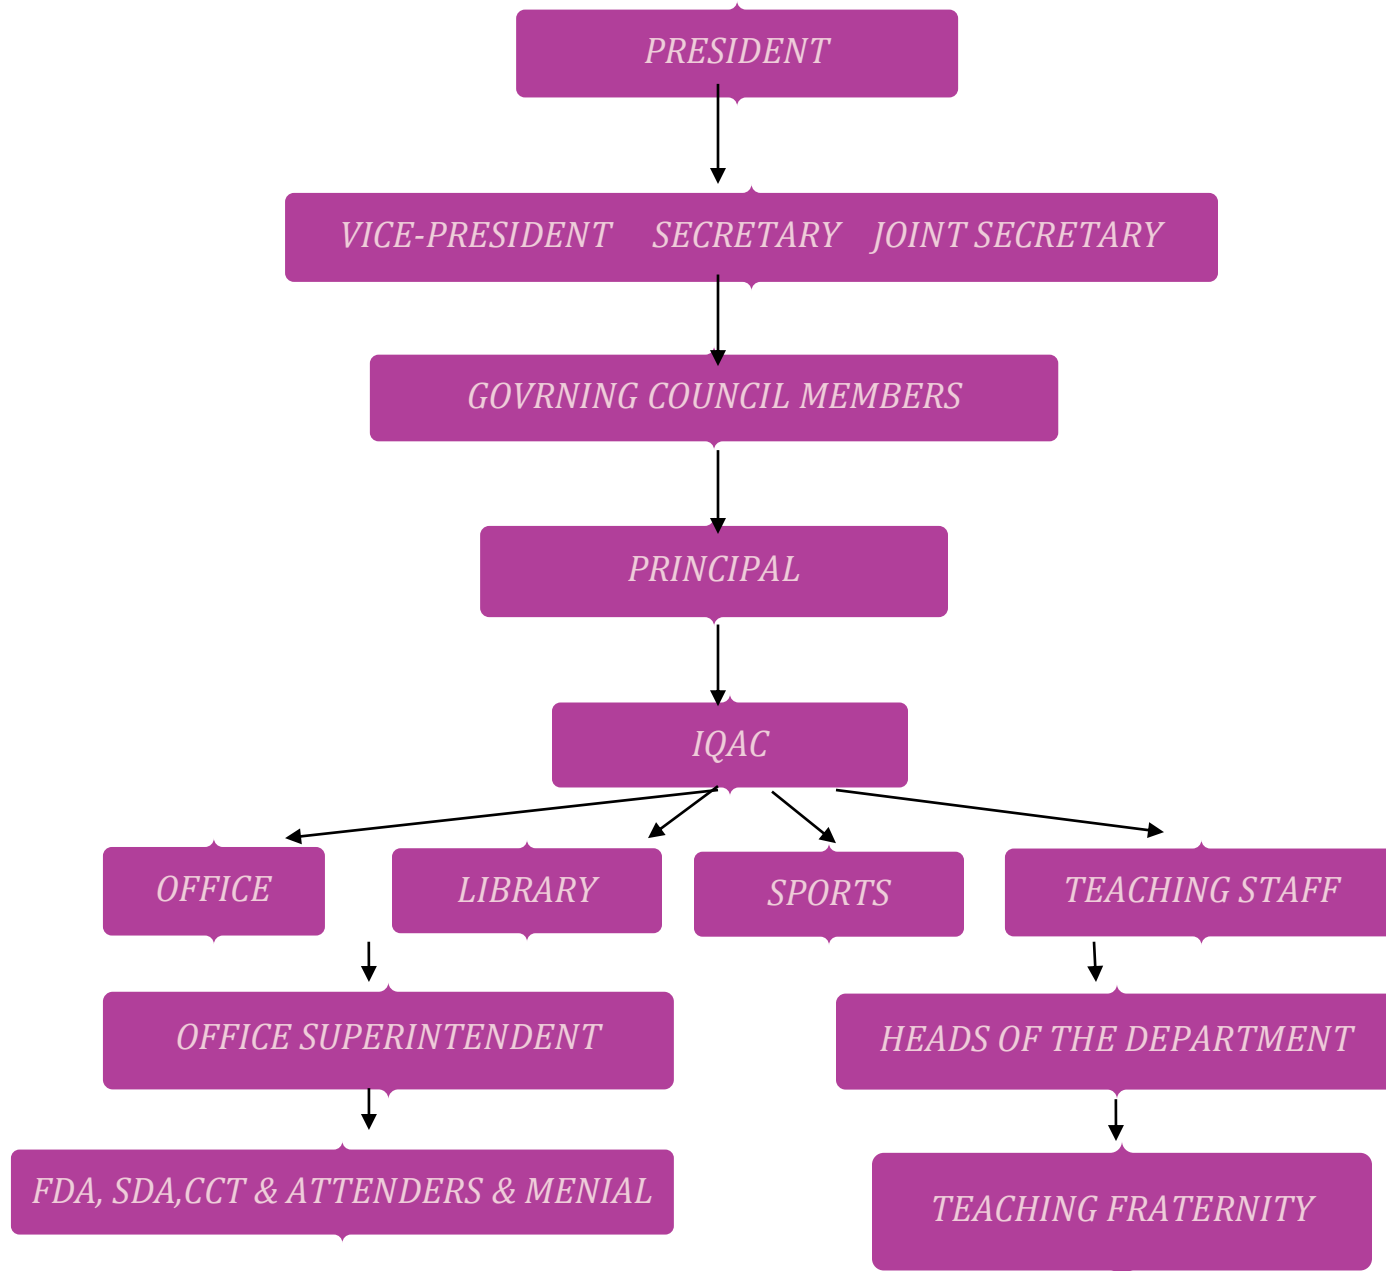 PRESIDENT
VICE-PRESIDENT SECRETARY JOINT SECRETARY
GOVRNING COUNCIL MEMBERS
PRINCIPAL
IQAC
OFFICE
LIBRARY
SPORTS
TEACHING STAFF
OFFICE SUPERINTENDENT
HEADS OF THE DEPARTMENT
FDA, SDA,CCT & ATTENDERS & MENIAL
TEACHING FRATERNITY